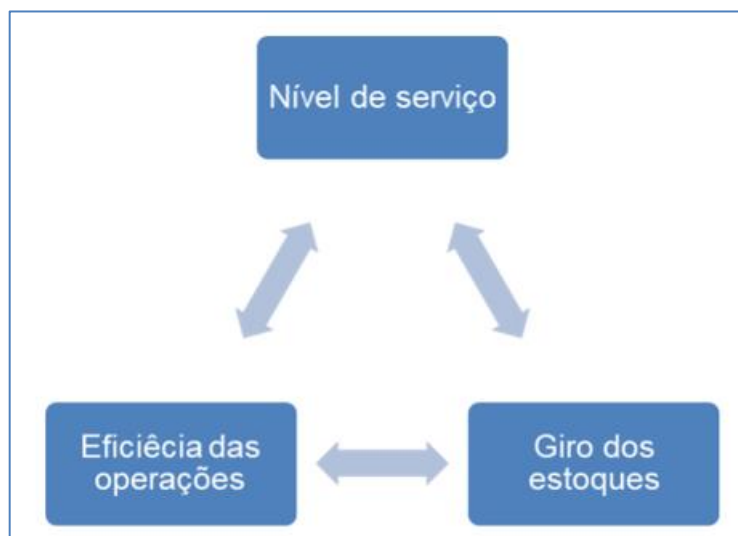 Nível de serviço
Eficiêcia das
operações
Giro dos
estoques